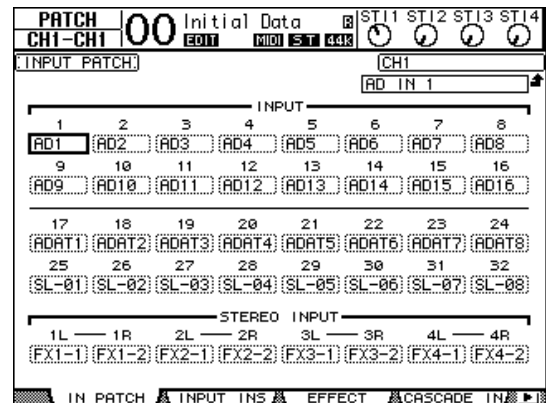 PATCH 00 Initial Data R ST11 ST12 ST13 ST14
CH1-CH1 EDIT MIDI ST 44k
INPUT PATCH CH1
AD IN 1
INPUT
1 2 3 4 5 6 7 8
AD1 AD2 AD3 AD4 AD5 AD6 AD7 AD8
9 10 11 12 13 14 15 16
AD9 AD10 AD11 AD12 AD13 AD14 AD15 AD16
17 18 19 20 21 22 23 24
ADAT1 ADAT2 ADAT3 ADAT4 ADAT5 ADAT6 ADAT7 ADAT8
25 26 27 28 29 30 31 32
SL-01 SL-02 SL-03 SL-04 SL-05 SL-06 SL-07 SL-08
STEREO INPUT
1L 1R 2L 2R 3L 3R 4L 4R
FX1-1 FX1-2 FX2-1 FX2-2 FX3-1 FX3-2 FX4-1 FX4-2
IN PATCH INPUT INS EFFECT CASCADE IN